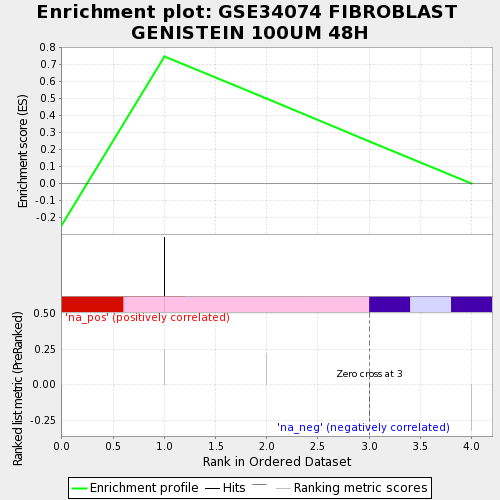 Enrichment plot: GSE34074 FIBROBLAST
GENISTEIN 100UM 48H
Enrichment score (ES)
0.8
0.7
0.6
0.5
0.4
0.3
0.2
0.1
0.0
-0.1
-0.2
Ranked list metric (PreRanked)
0.50
0.25
0.00
-0.25
'na_pos' (positively correlated)
Zero cross at 3
'na_neg' (negatively correlated)
0.0 0.5 1.0 1.5 2.0 2.5 3.0 3.5 4.0
Rank in Ordered Dataset
Enrichment profile Hits Ranking metric scores